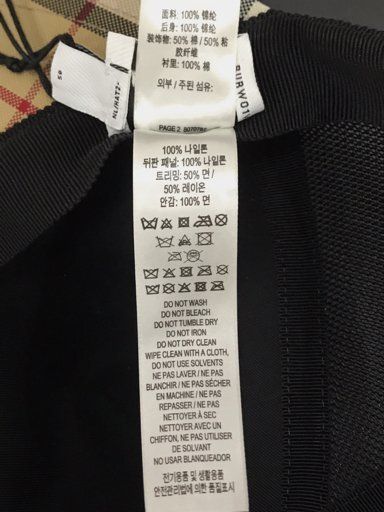 面料: 100% 锦纶
后身: 100% 锦纶
装饰物: 50% 棉 / 50% 粘
胶纤维
衬里: 100% 棉
외부 / 주된 섬유:
PAGE 2
100% 나일론
뒤판 패널: 100% 나일론
트리밍: 50% 면 /
50% 레이온
안감: 100% 면
DO NOT WASH
DO NOT BLEACH
DO NOT TUMBLE DRY
DO NOT IRON
DO NOT DRY CLEAN
WIPE CLEAN WITH A CLOTH,
DO NOT USE SOLVENTS
NE PAS LAVER / NE PAS
BLANCHIR / NE PAS SÉCHER
EN MACHINE / NE PAS
REPASSER / NE PAS
NETTOYER À SEC
NETTOYER AVEC UN
CHIFFON, NE PAS UTILISER
DE SOLVANT
NO USAR BLANQUEADOR
전기용품 및 생활용품
안전관리법에 의한 품질표시